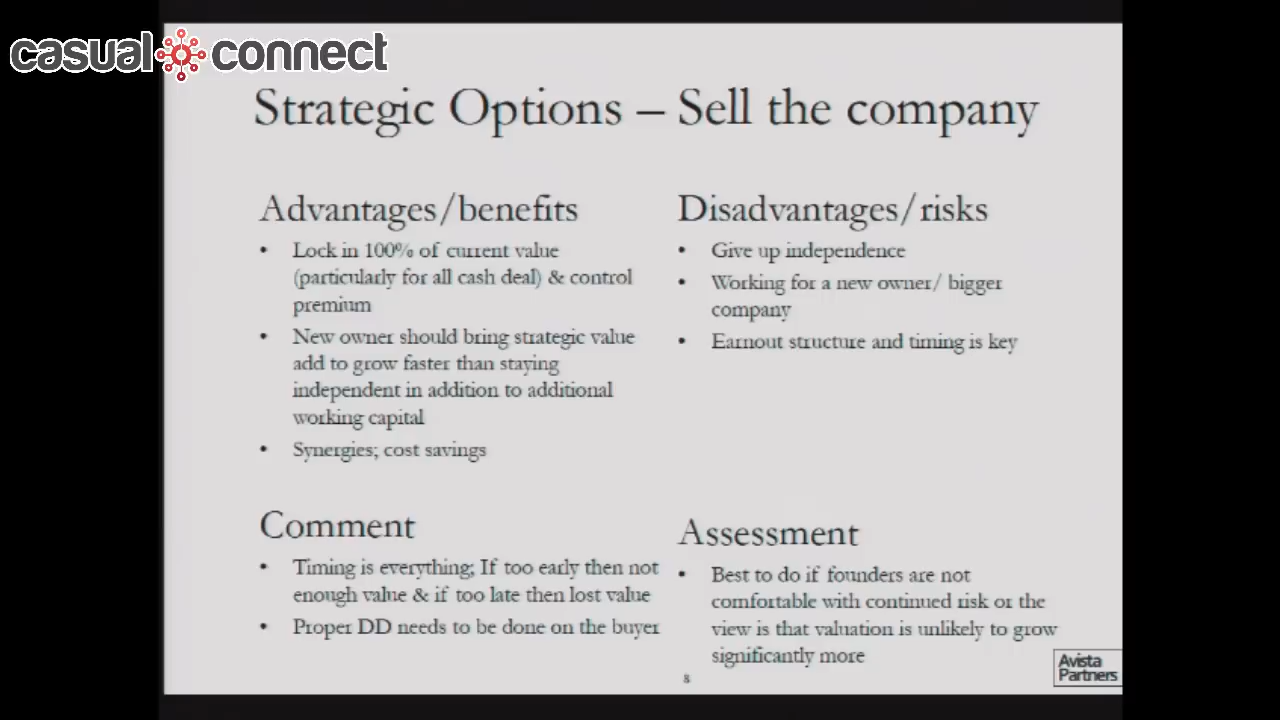 casual connect
Strategic Options – Sell the company
Advantages/benefits
• Lock in 100% of current value
(particularly for all cash deal) & control
premium
• New owner should bring strategic value
add to grow faster than staying
independent in addition to additional
working capital
• Synergies; cost savings
Disadvantages/risks
• Give up independence
• Working for a new owner/ bigger
company
• Earnout structure and timing is key
Comment
• Timing is everything; If too early then not
enough value & if too late then lost value
• Proper DD needs to be done on the buyer
Assessment
• Best to do if founders are not
comfortable with continued risk or the
view is that valuation is unlikely to grow
significantly more
8
Avista
Partners